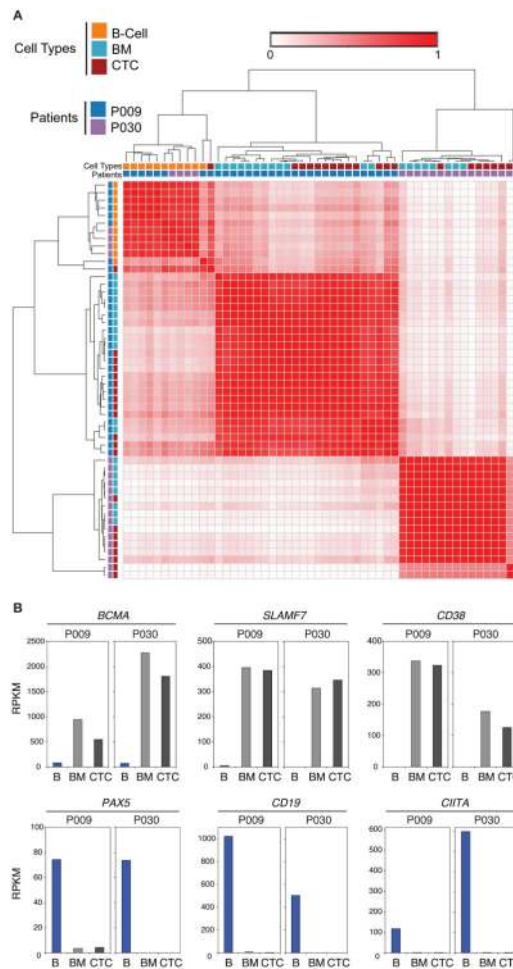 A
Cell Types
B-Cell
BM
CTC
Patients
P009
P030
0 1
Cell Types
Patients
B
BCMA SLAMF7 CD38
P009 P030 P009 P030 P009 P030
RPKM
2500
2000
1500
1000
500
0
500
400
300
200
100
0
400
300
200
100
0
B BM CTC B BM CTC B BM CTC B BM CTC B BM CTC B BM CTC
PAX5 CD19 CIITA
P009 P030 P009 P030 P009 P030
RPKM
80
60
40
20
0
1000
800
600
400
200
0
600
500
400
300
200
100
0
B BM CTC B BM CTC B BM CTC B BM CTC B BM CTC B BM CTC